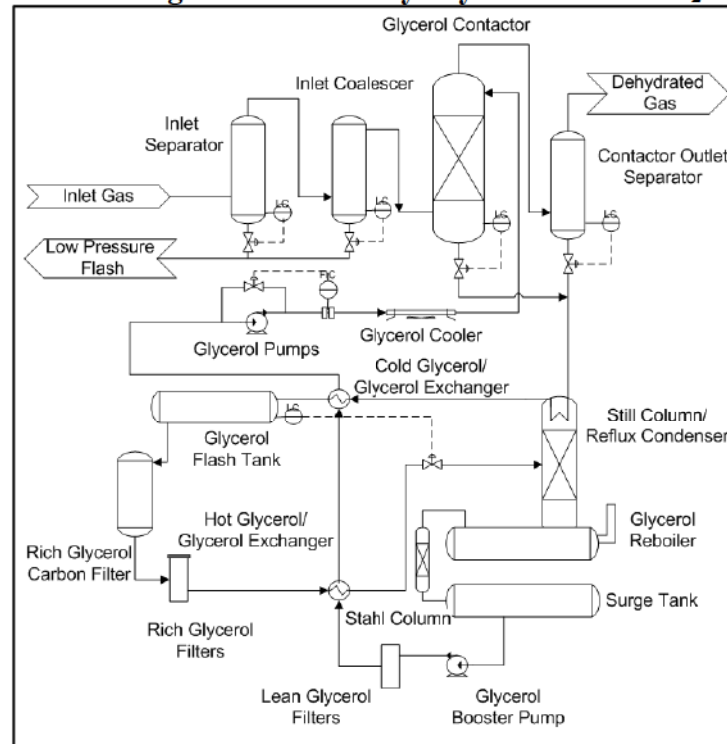 Glycerol Contactor
Inlet Coalescer
Dehydrated
Gas
Inlet
Separator
Contactor Outlet
Separator
Inlet Gas
LC
LC
LC
LC
Low Pressure
Flash
FIC
Glycerol Pumps
Glycerol Cooler
Cold Glycerol/
Glycerol Exchanger
LC
Glycerol
Flash Tank
Still Column/
Reflux Condenser
Hot Glycerol/
Glycerol Exchanger
Glycerol
Reboiler
Rich Glycerol
Carbon Filter
Rich Glycerol
Filters
Stahl Column
Surge Tank
Lean Glycerol
Filters
Glycerol
Booster Pump